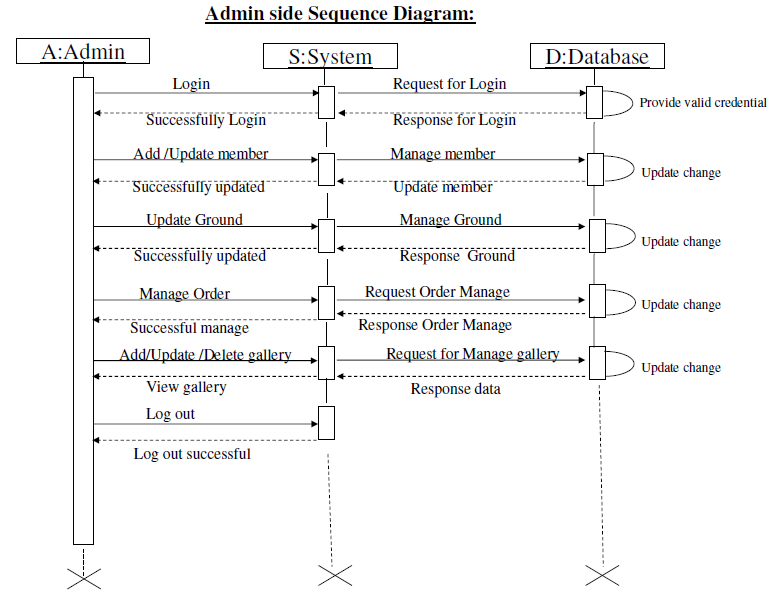 Admin side Sequence Diagram:
A:Admin
S:System
D:Database
Login
Request for Login
Provide valid credential
Successfully Login
Response for Login
Add /Update member
Manage member
Update change
Successfully updated
Update member
Update Ground
Manage Ground
Update change
Successfully updated
Response Ground
Manage Order
Request Order Manage
Update change
Successful manage
Response Order Manage
Add/Update /Delete gallery
Request for Manage gallery
Update change
View gallery
Response data
Log out
Log out successful